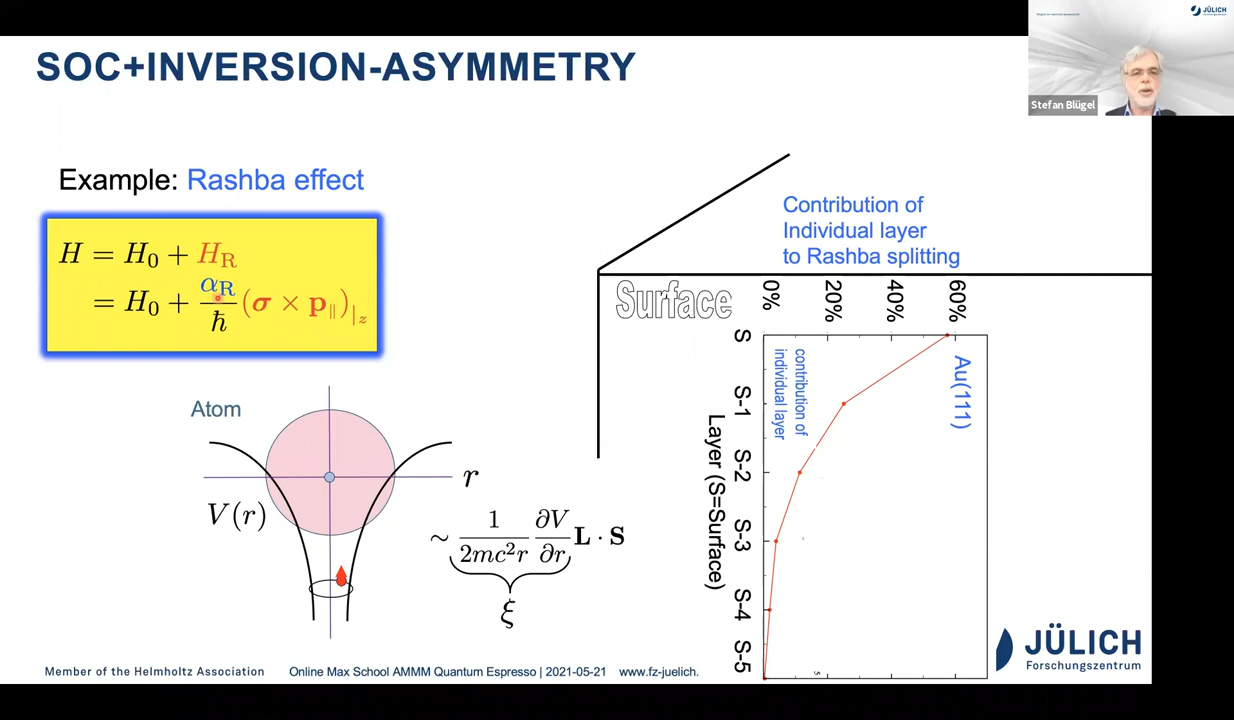 JÜLICH
Stefan Blügel
SOC+INVERSION-ASYMMETRY
Example: Rashba effect
H = H₀ + H_R
= H₀ + α_R/ħ (σ × p_∥)_|z
Atom
V(r)
r
~ 1/(2mc²r) ∂V/∂r L · S
ξ
Contribution of
Individual layer
to Rashba splitting
Surface
0% 20% 40% 60%
S
S-1
S-2
S-3
S-4
S-5
Layer (S=Surface)
contribution of
individual layer
Au(111)
JÜLICH
Forschungszentrum
Member of the Helmholtz Association
Online Max School AMMM Quantum Espresso | 2021-05-21
www.fz-juelich.